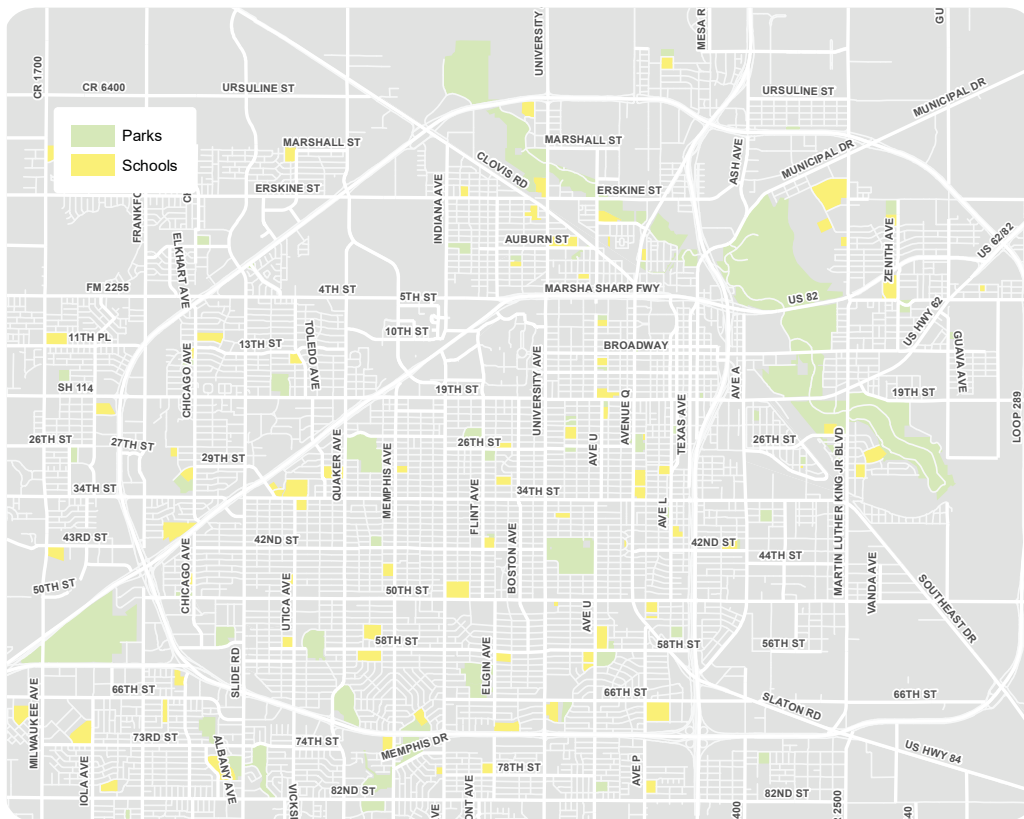 UNIVERSITY
MESA R
GU
CR 1700
CR 6400
URSULINE ST
URSULINE ST
MUNICIPAL DR
Parks
Schools
MARSHALL ST
MARSHALL ST
CLOVIS RD
ASH AVE
MUNICIPAL DR
ERSKINE ST
ERSKINE ST
FRANKFO
INDIANA AVE
ELKHART AVE
AUBURN ST
ZENITH AVE
US 62/82
FM 2255
4TH ST
5TH ST
MARSHA SHARP FWY
US 82
US HWY 62
11TH PL
13TH ST
TOLEDO AVE
10TH ST
BROADWAY
GUAVA AVE
CHICAGO AVE
SH 114
19TH ST
UNIVERSITY AVE
AVENUE Q
AVE A
19TH ST
LOOP 289
TEXAS AVE
26TH ST
27TH ST
29TH ST
QUAKER AVE
MEMPHIS AVE
26TH ST
AVE U
26TH ST
MARTIN LUTHER KING JR BLVD
34TH ST
FLINT AVE
34TH ST
AVE L
43RD ST
42ND ST
BOSTON AVE
42ND ST
44TH ST
CHICAGO AVE
VANDA AVE
50TH ST
UTICA AVE
50TH ST
AVE U
SOUTHEAST DR
58TH ST
58TH ST
56TH ST
SLIDE RD
ELGIN AVE
66TH ST
66TH ST
66TH ST
MILWAUKEE AVE
SLATON RD
73RD ST
74TH ST
MEMPHIS DR
US HWY 84
ALBANY AVE
IOLA AVE
78TH ST
AVE P
82ND ST
82ND ST
VICKSI
VE
ONT AVE
400
2500
40